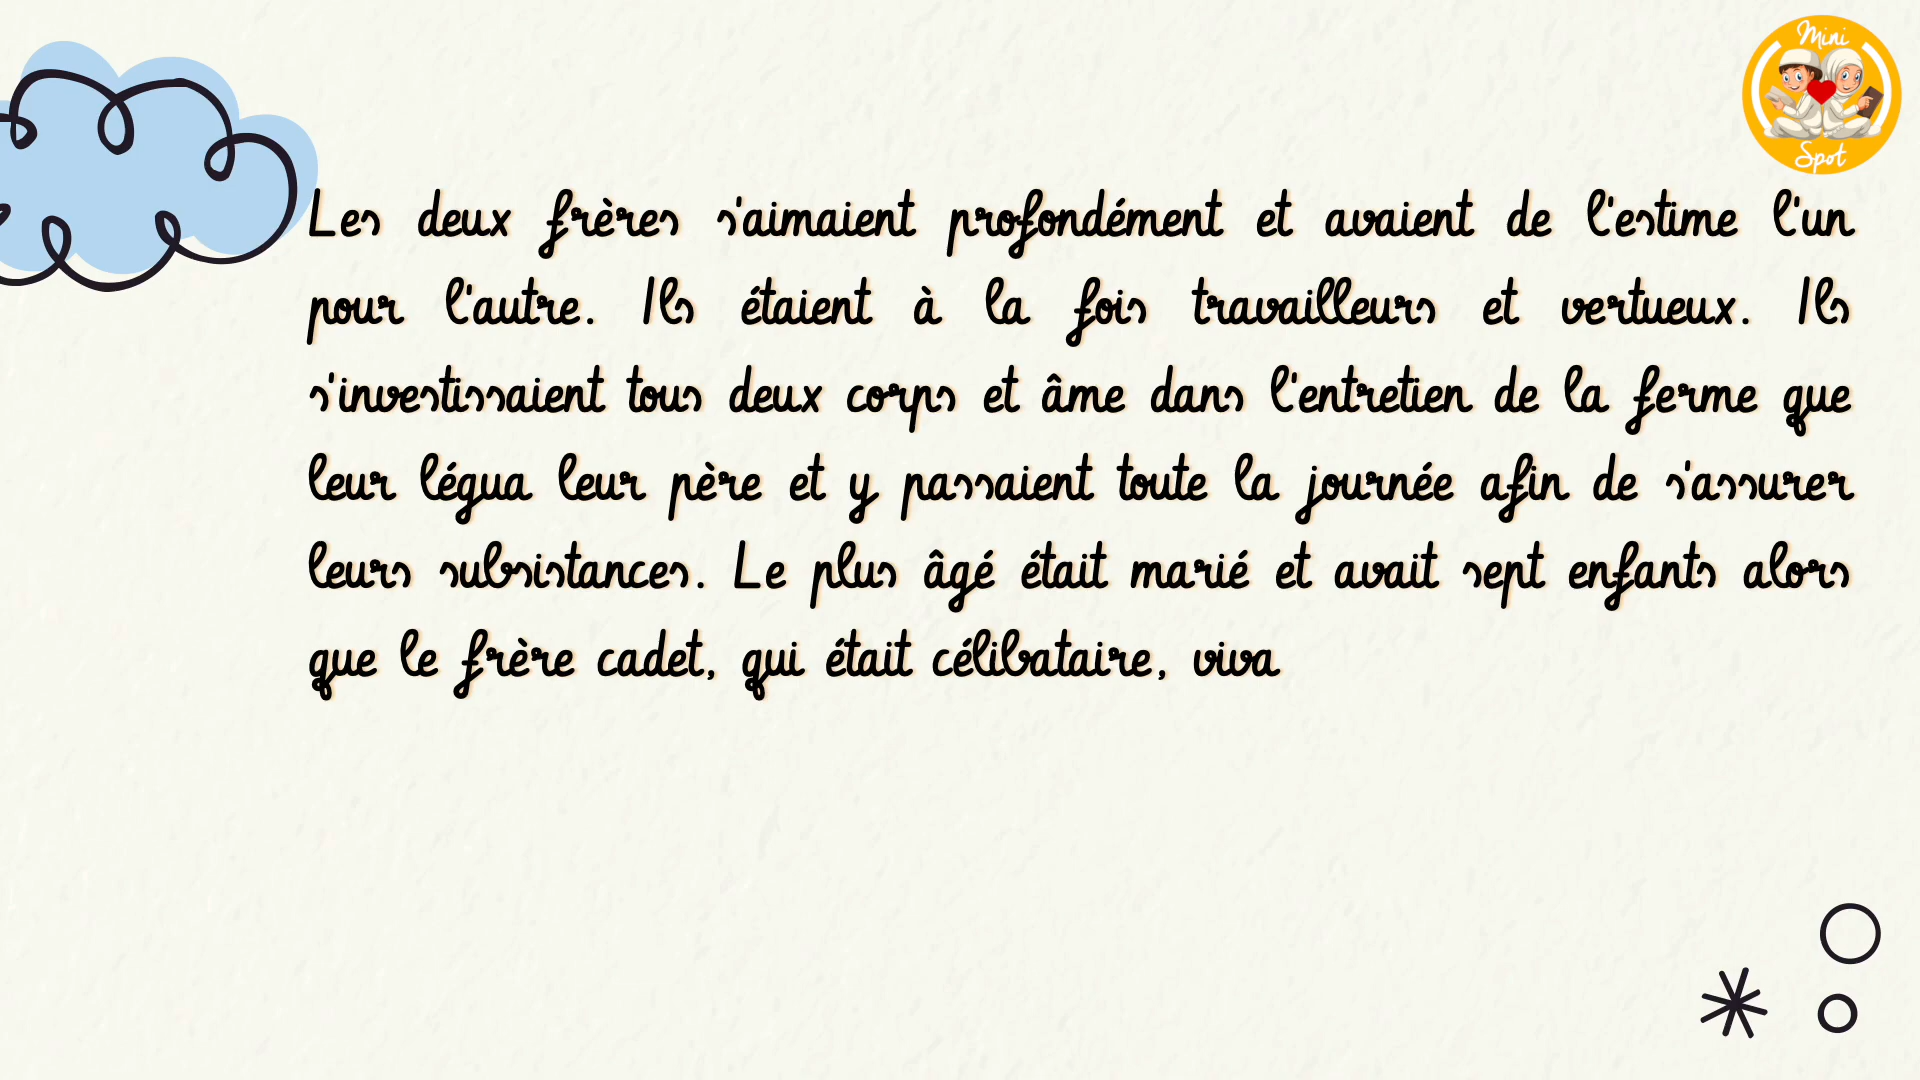 Mini
Spot
Les deux frères s'aimaient profondément et avaient de l'estime l'un
pour l'autre. Ils étaient à la fois travailleurs et vertueux. Ils
s'investissaient tous deux corps et âme dans l'entretien de la ferme que
leur légua leur père et y passaient toute la journée afin de s'assurer
leurs subsistances. Le plus âgé était marié et avait sept enfants alors
que le frère cadet, qui était célibataire, viva